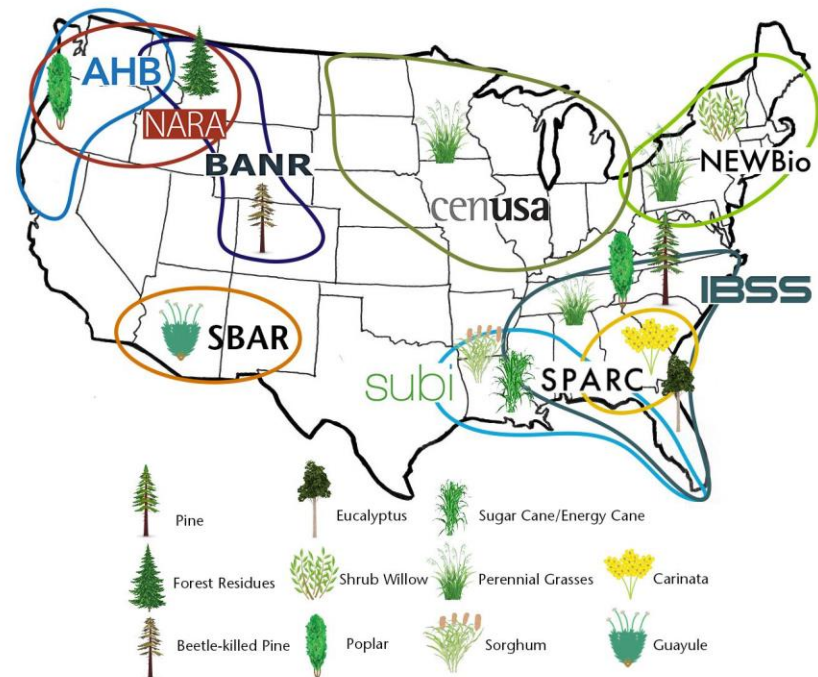 AHB
NARA
BANR
cenusa
NEWBio
IBSS
SBAR
subi
SPARC
Pine
Eucalyptus
Sugar Cane/Energy Cane
Forest Residues
Shrub Willow
Perennial Grasses
Carinata
Beetle-killed Pine
Poplar
Sorghum
Guayule